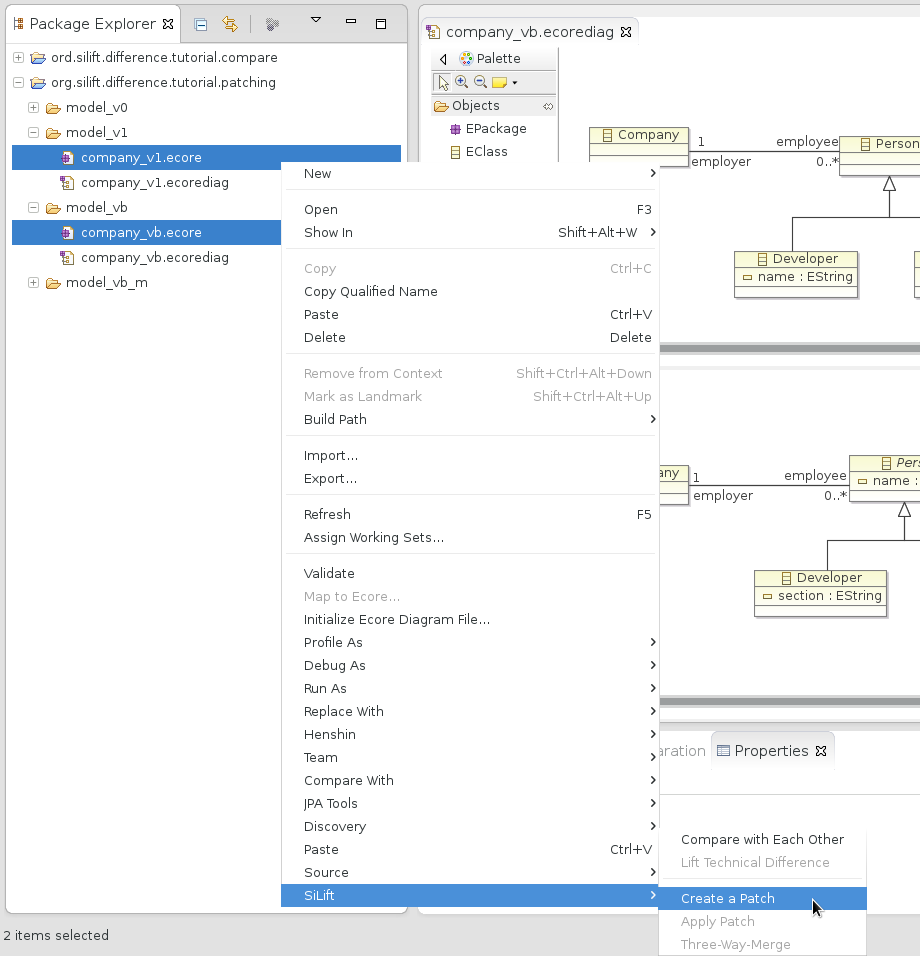 Package Explorer
ord.silift.difference.tutorial.compare
org.silift.difference.tutorial.patching
model_v0
model_v1
company_v1.ecore
company_v1.ecorediag
model_vb
company_vb.ecore
company_vb.ecorediag
model_vb_m
company_vb.ecorediag
Palette
Objects
EPackage
EClass
Company
1
employee
employer
0..*
Person
Developer
name : EString
New
Open F3
Show In Shift+Alt+W
Copy Ctrl+C
Copy Qualified Name
Paste Ctrl+V
Delete Delete
Remove from Context Shift+Ctrl+Alt+Down
Mark as Landmark Shift+Ctrl+Alt+Up
Build Path
Import...
Export...
Refresh F5
Assign Working Sets...
Validate
Map to Ecore...
Initialize Ecore Diagram File...
Profile As
Debug As
Run As
Replace With
Henshin
Team
Compare With
JPA Tools
Discovery
Paste Ctrl+V
Source
SiLift
any
1
employee
employer
0..*
Pers
name :
Developer
section : EString
aration
Properties
Compare with Each Other
Lift Technical Difference
Create a Patch
Apply Patch
Three-Way-Merge
2 items selected